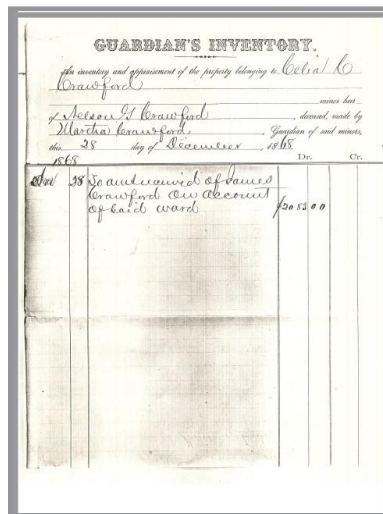 GUARDIAN'S INVENTORY.
An inventory and appraisement of the property belonging to Celia C
Crawford
minor heir
of Nelson G Crawford, deceased, made by
Martha Crawford, Guardian of said minor,
this 28 day of December, 1868
Dr. Cr.
1868
28 To amt received of James
Crawford on account
of said ward